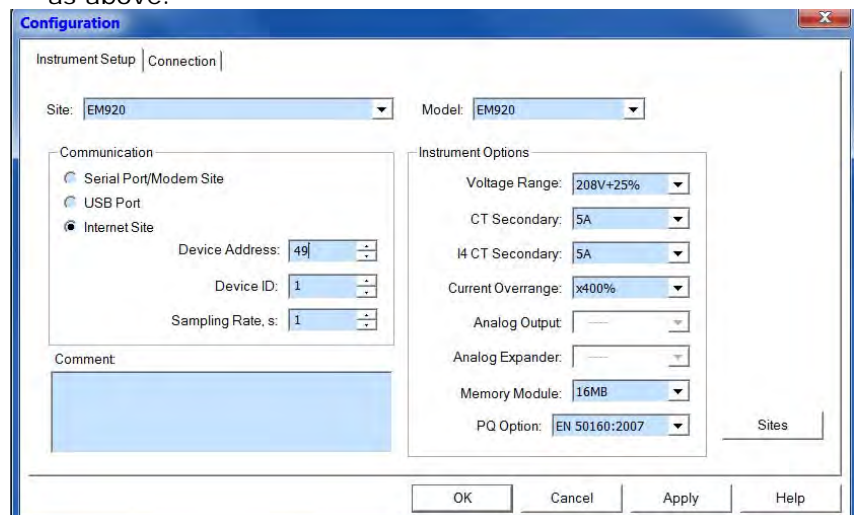 as above.
Configuration
Instrument Setup Connection
Site: EM920 Model: EM920
Communication
Serial Port/Modem Site
USB Port
Internet Site
Device Address: 49
Device ID: 1
Sampling Rate, s: 1
Comment:
Instrument Options
Voltage Range: 208V+25%
CT Secondary: 5A
I4 CT Secondary: 5A
Current Overrange: x400%
Analog Output: ----
Analog Expander: ----
Memory Module: 16MB
PQ Option: EN 50160:2007
Sites
OK Cancel Apply Help